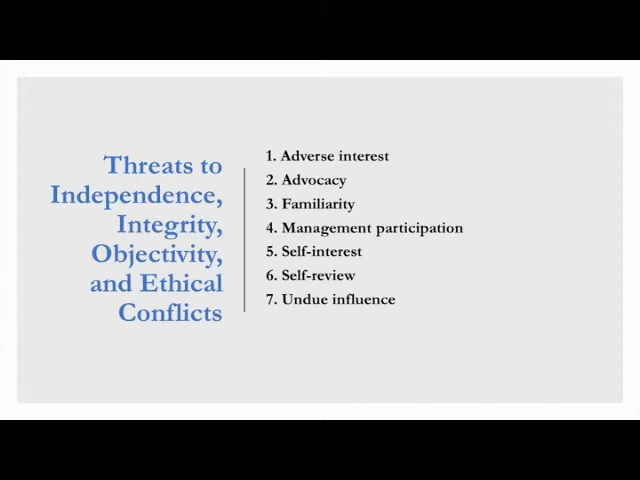 Threats to
Independence,
Integrity,
Objectivity,
and Ethical
Conflicts
1. Adverse interest
2. Advocacy
3. Familiarity
4. Management participation
5. Self-interest
6. Self-review
7. Undue influence